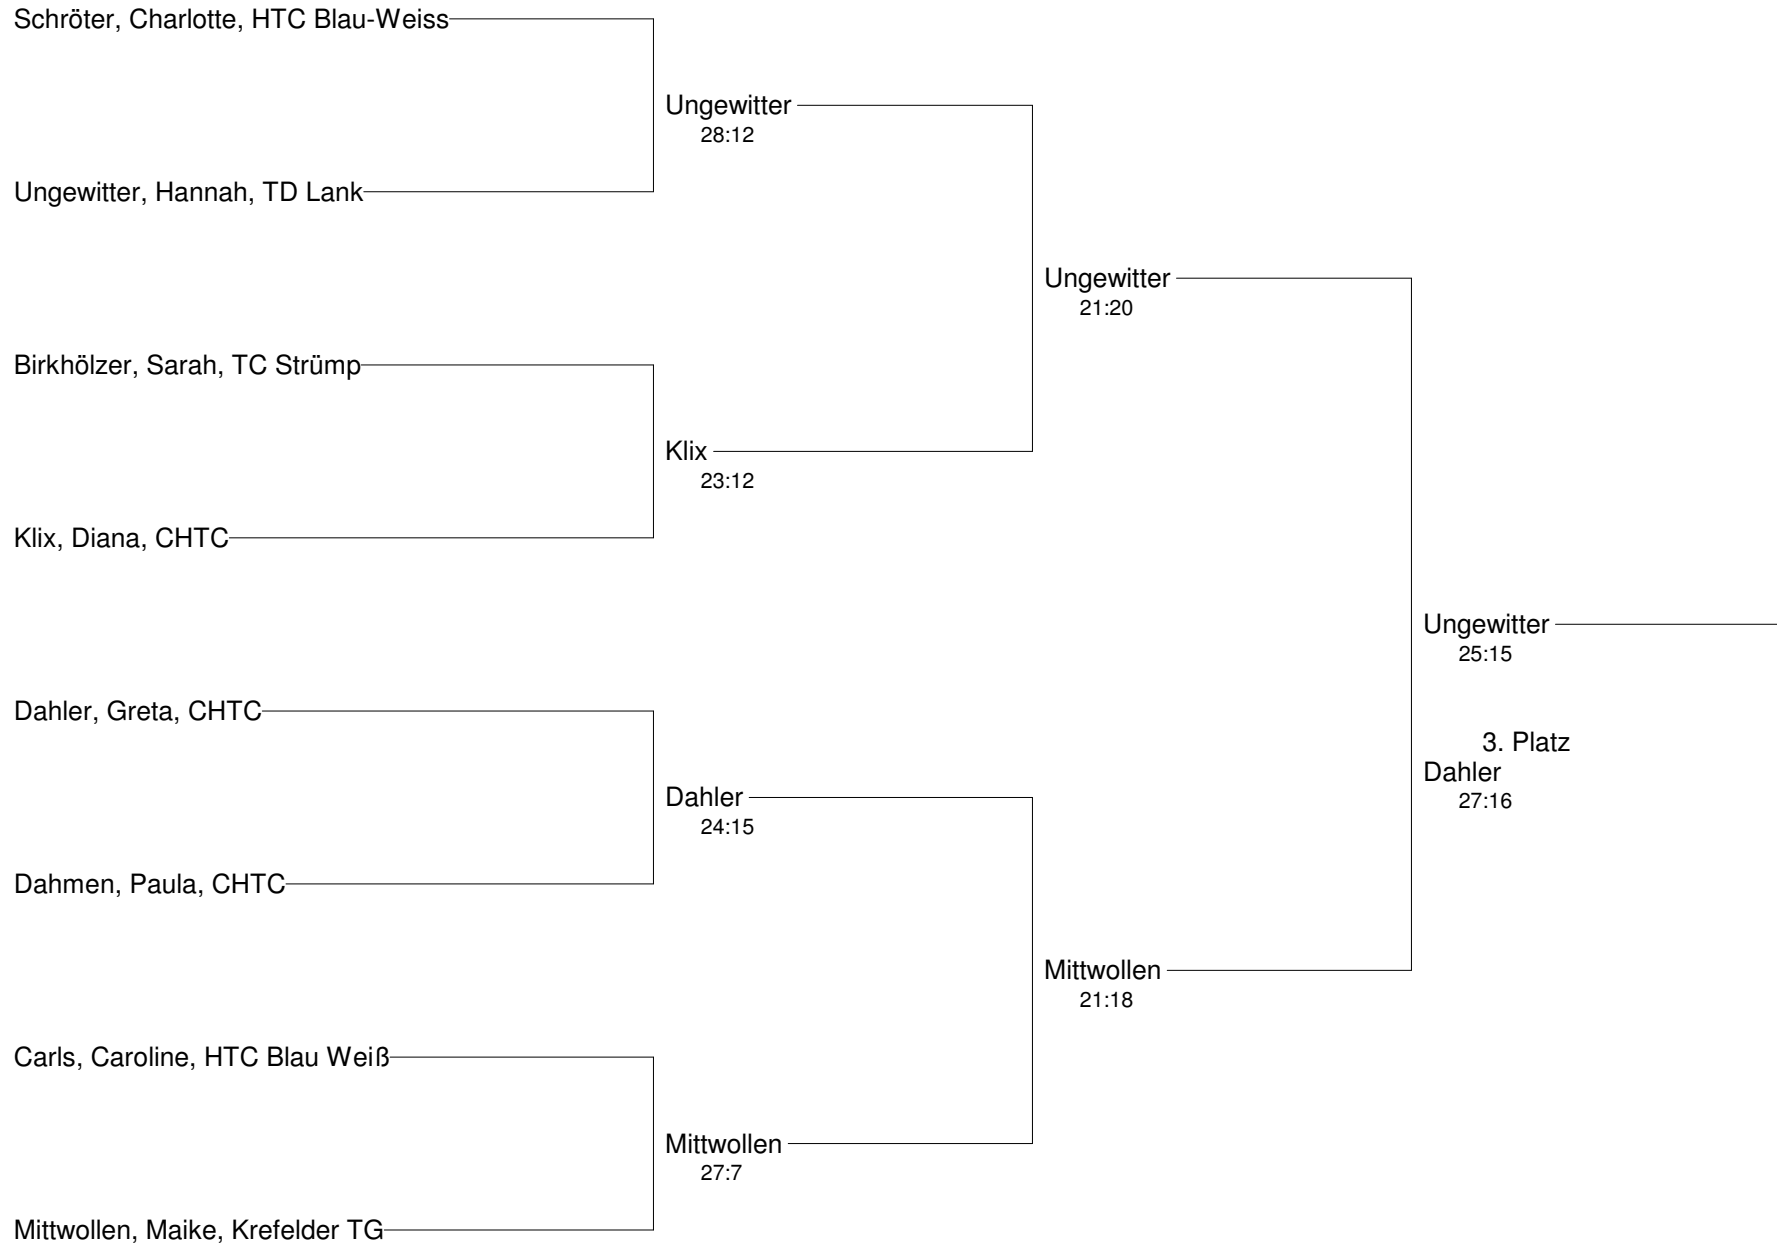 Schröter, Charlotte, HTC Blau-Weiss
Ungewitter
28:12
Ungewitter, Hannah, TD Lank
Ungewitter
21:20
Birkhölzer, Sarah, TC Strümp
Klix
23:12
Klix, Diana, CHTC
Ungewitter
25:15
Dahler, Greta, CHTC
3. Platz
Dahler
27:16
Dahler
24:15
Dahmen, Paula, CHTC
Mittwollen
21:18
Carls, Caroline, HTC Blau Weiß
Mittwollen
27:7
Mittwollen, Maike, Krefelder TG